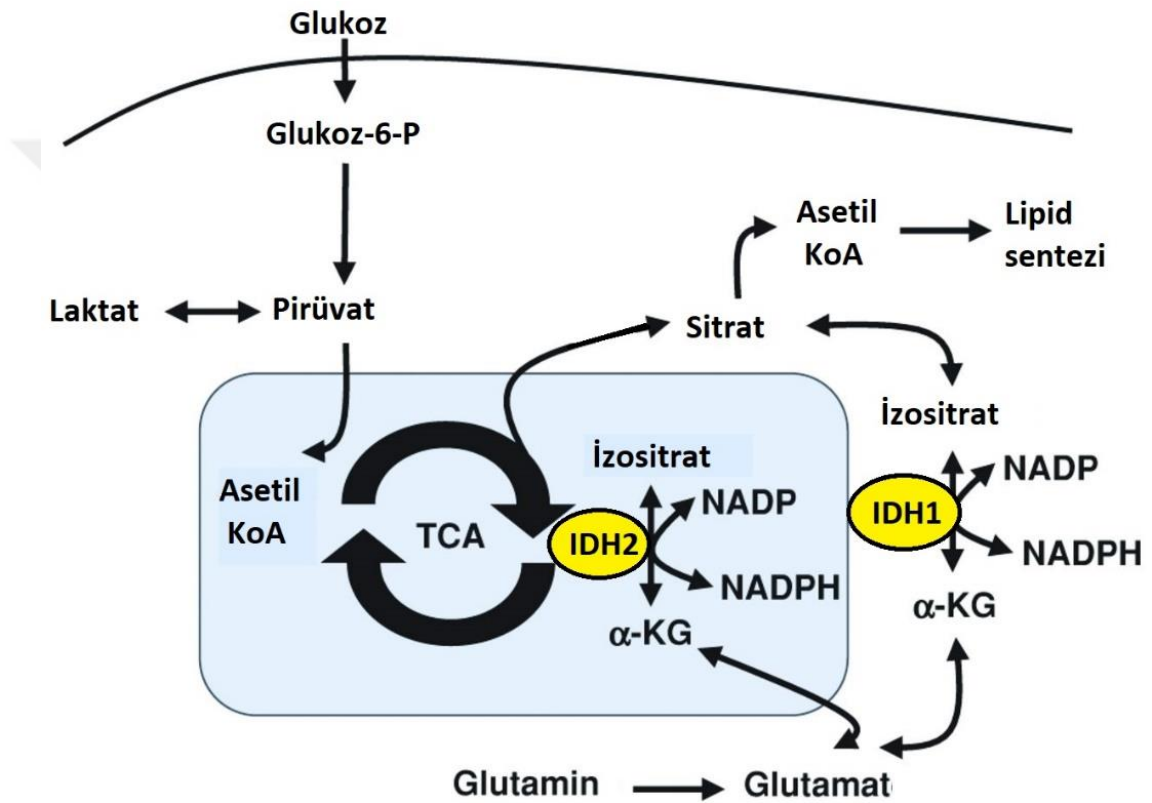 Glukoz
Glukoz-6-P
Asetil
KoA
Lipid
sentezi
Laktat
Pirüvat
Sitrat
İzositrat
İzositrat
Asetil
KoA
TCA
IDH2
NADP
NADPH
α-KG
IDH1
NADP
NADPH
α-KG
Glutamin
Glutamat